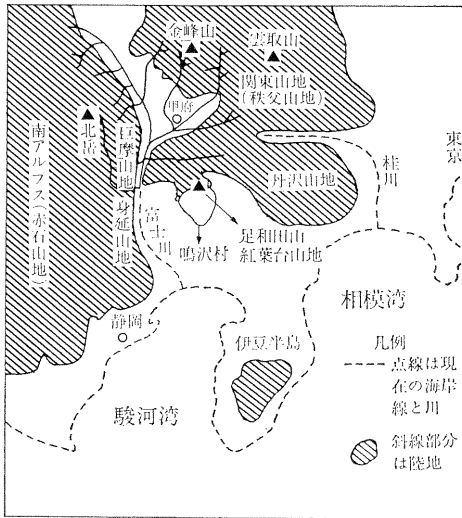 金峰山
雲取山
関東山地
(秩父山地)
甲府
北岳
巨摩山地
身延山地
南アルプス(赤石山地)
富士川
丹沢山地
桂川
東京
鳴沢村
足和田山
紅葉台山地
相模湾
静岡
伊豆半島
駿河湾
凡例
点線は現
在の海岸
線と川
斜線部分
は陸地